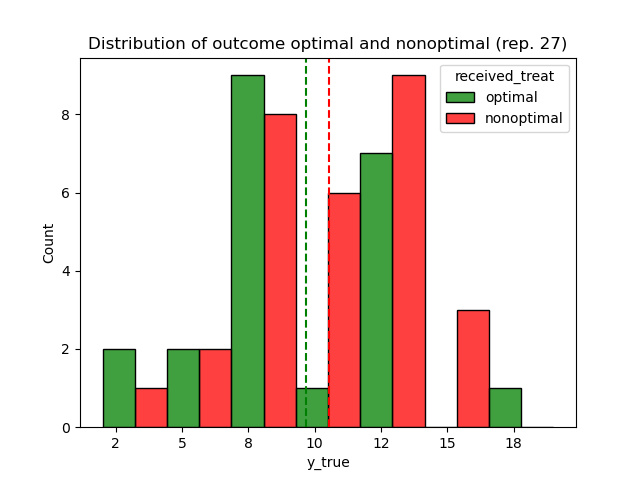 Distribution of outcome optimal and nonoptimal (rep. 27)
received_treat
optimal
nonoptimal
Count
8
6
4
2
0
2 5 8 10 12 15 18
y_true